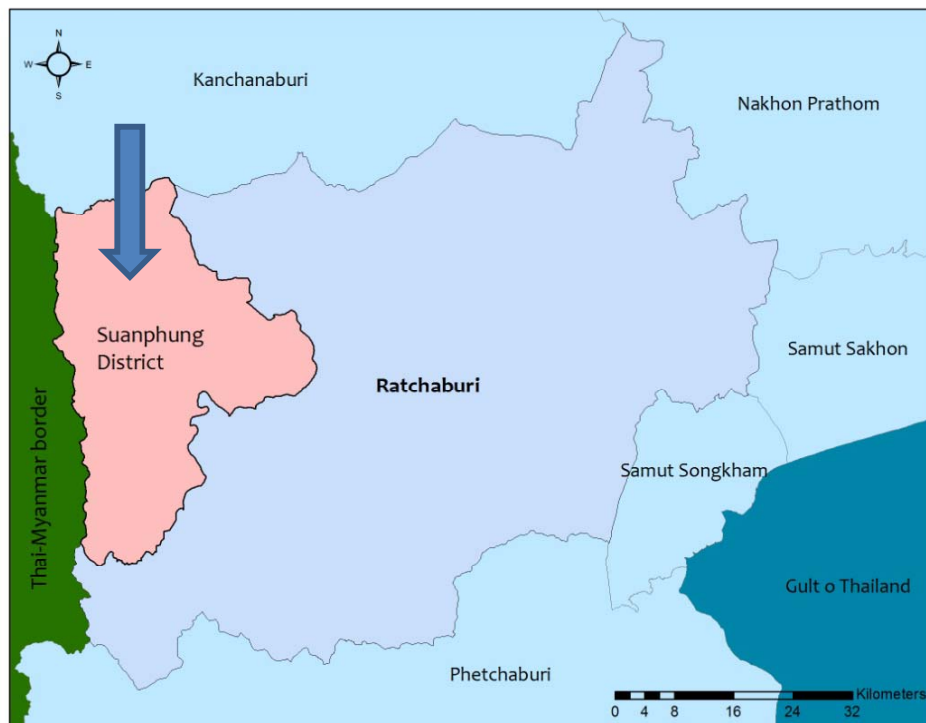 N
W E
S
Kanchanaburi
Nakhon Prathom
Suanphung
District
Samut Sakhon
Ratchaburi
Thai-Myanmar border
Samut Songkham
Gult o Thailand
Phetchaburi
Kilometers
0 4 8 16 24 32